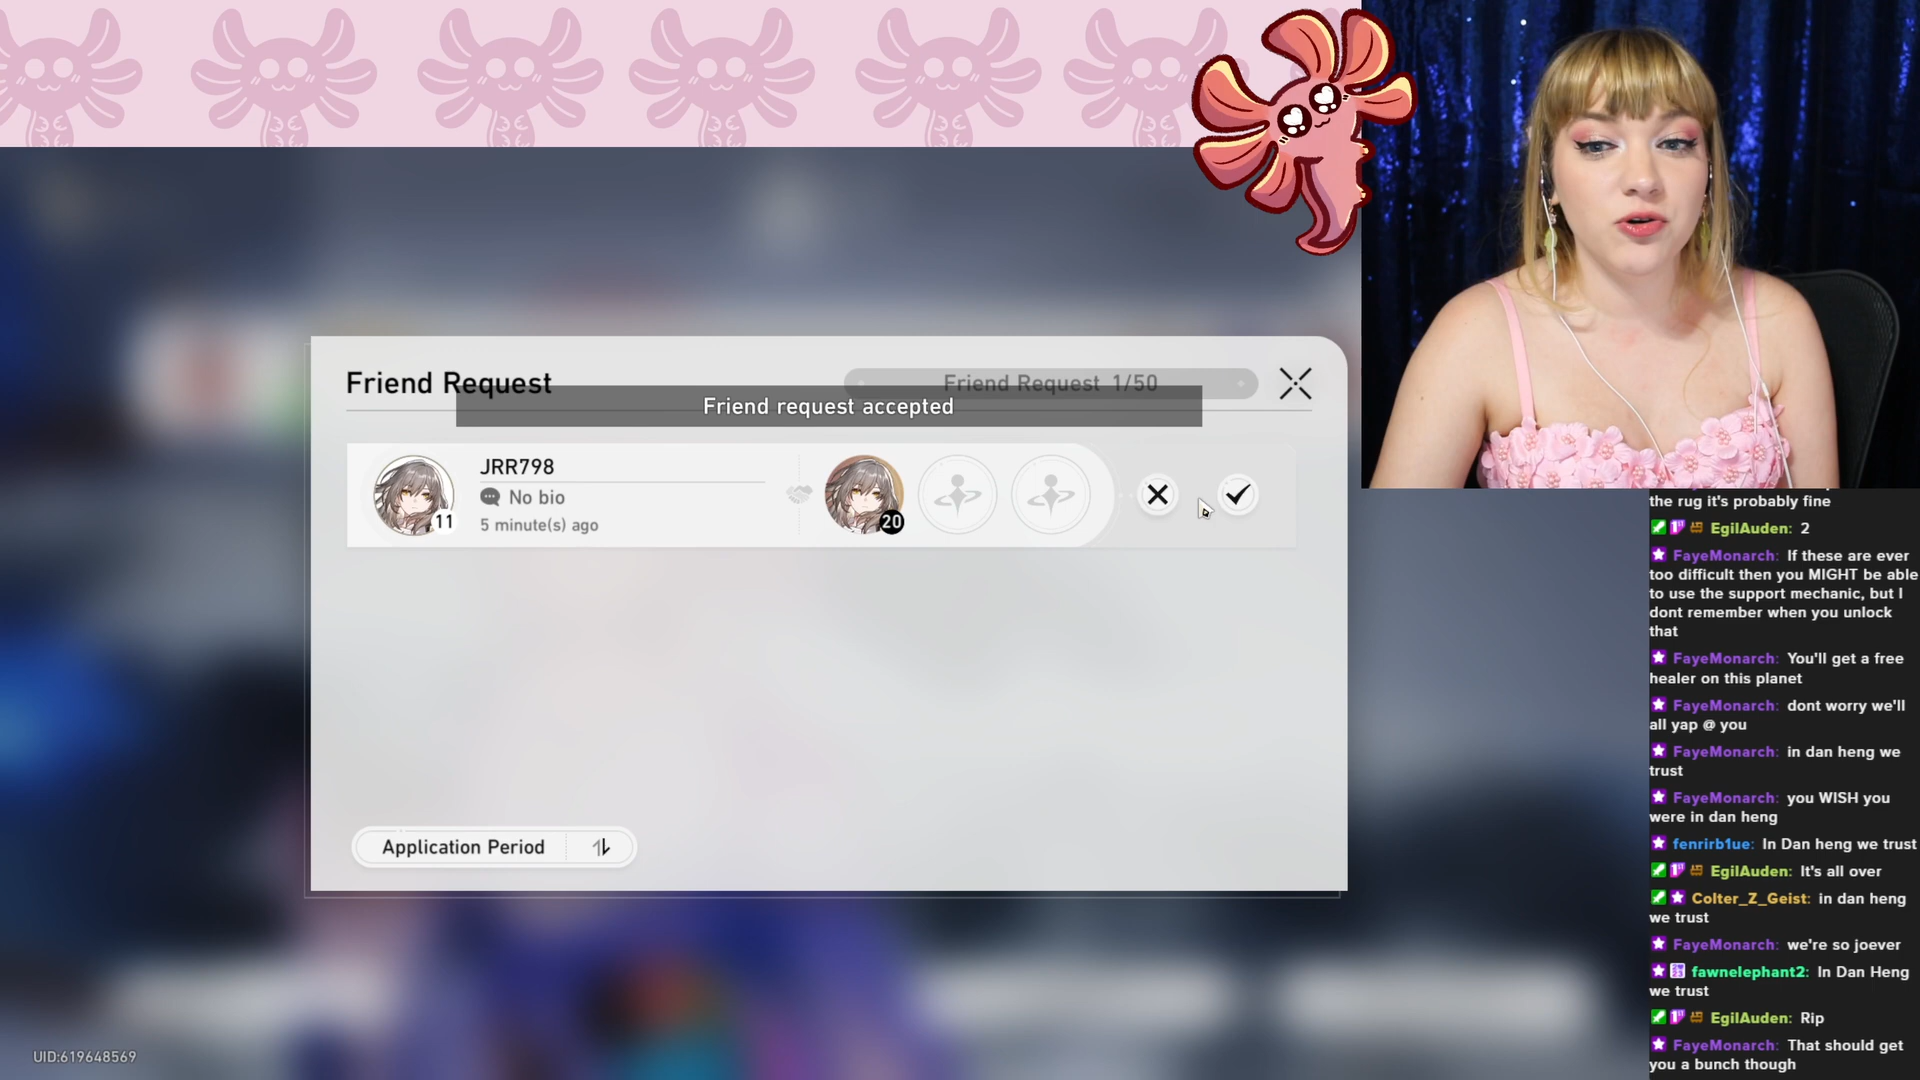 Friend Request
Friend Request 1/50
Friend request accepted
JRR798
No bio
5 minute(s) ago
11
20
Application Period
UID:619648569
the rug it's probably fine
EgilAuden: 2
FayeMonarch: If these are ever
too difficult then you MIGHT be able
to use the support mechanic, but I
dont remember when you unlock
that
FayeMonarch: You'll get a free
healer on this planet
FayeMonarch: dont worry we'll
all yap @ you
FayeMonarch: in dan heng we
trust
FayeMonarch: you WISH you
were in dan heng
fenrirb1ue: In Dan heng we trust
EgilAuden: It's all over
Colter_Z_Geist: in dan heng
we trust
FayeMonarch: we're so joever
fawnelephant2: In Dan Heng
we trust
EgilAuden: Rip
FayeMonarch: That should get
you a bunch though